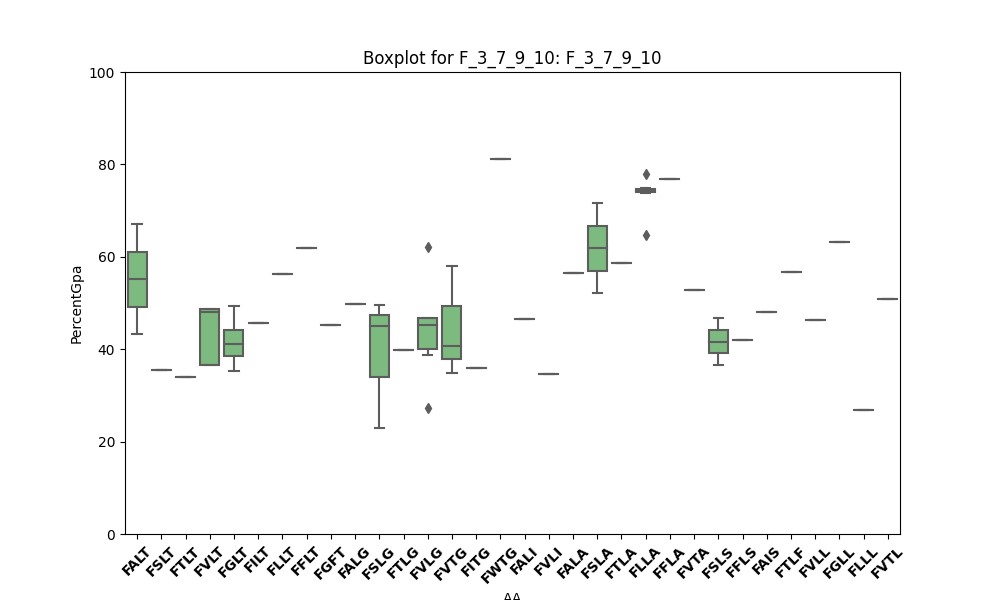 Boxplot for F_3_7_9_10: F_3_7_9_10
100
80
60
40
20
0
PercentGpa
FALT FSLT FTLT FVLT FGLT FILT FLLT FFLT FGFT FALG FSLG FTLG FVLG FVTG FITG FWTG FALI FVLI FALA FSLA FTLA FLLA FFLA FVTA FSLS FFLS FAIS FTLF FVLL FGLL FLLL FVTL
AA